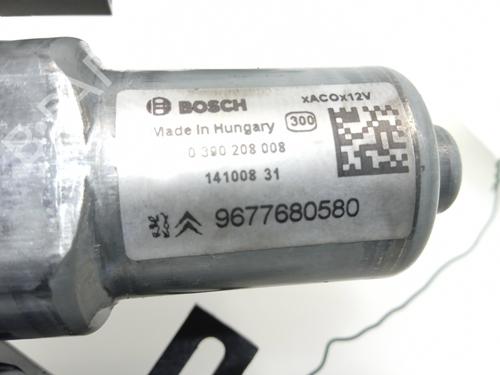 BOSCH
xACOx12V
Made in Hungary 300
0 390 208 008
141008 31
9677680580